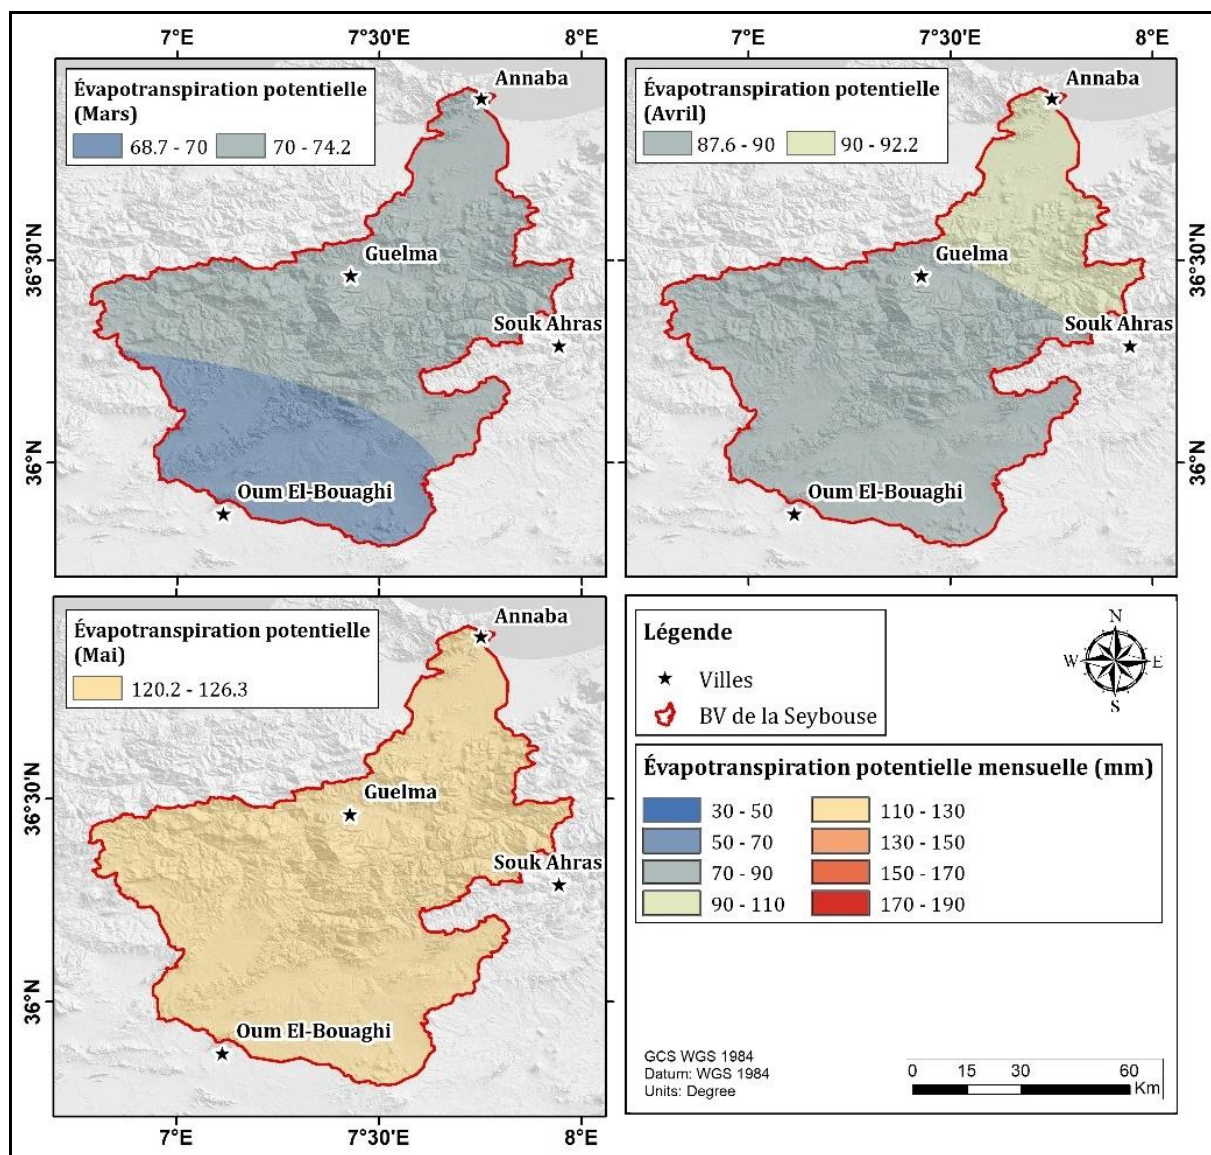 7°E 7°30'E 8°E
Évapotranspiration potentielle
(Mars)
68.7 - 70 70 - 74.2
Annaba
Guelma
Souk Ahras
Oum El-Bouaghi
36°30'N
36°N
7°E 7°30'E 8°E
Évapotranspiration potentielle
(Avril)
87.6 - 90 90 - 92.2
Annaba
Guelma
Souk Ahras
Oum El-Bouaghi
36°30'N
36°N
Évapotranspiration potentielle
(Mai)
120.2 - 126.3
Annaba
Guelma
Souk Ahras
Oum El-Bouaghi
36°30'N
36°N
7°E 7°30'E 8°E
Légende
Villes
BV de la Seybouse
N
W E
S
Évapotranspiration potentielle mensuelle (mm)
30 - 50 110 - 130
50 - 70 130 - 150
70 - 90 150 - 170
90 - 110 170 - 190
GCS WGS 1984
Datum: WGS 1984
Units: Degree
0 15 30 60
Km